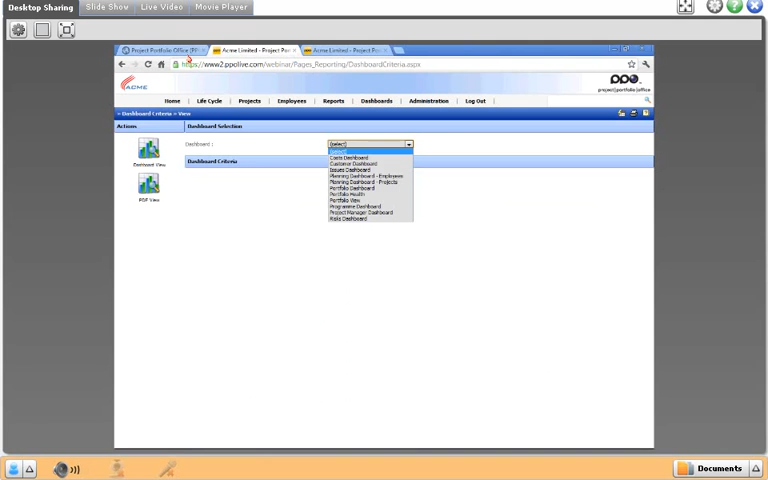 Desktop Sharing Slide Show Live Video Movie Player
Project Portfolio Office (PP Acme Limited - Project Por Acme Limited - Project Por
https://www2.ppolive.com/webinar/Pages_Reporting/DashboardCriteria.aspx
ACME
ppo
project|portfolio|office
Home | Life Cycle | Projects | Employees | Reports | Dashboards | Administration | Log Out
» Dashboard Criteria » View
Actions Dashboard Selection
Dashboard : (select)
(select)
Costs Dashboard
Customer Dashboard
Issues Dashboard
Planning Dashboard - Employees
Planning Dashboard - Projects
Portfolio Dashboard
Portfolio Health
Portfolio View
Programme Dashboard
Project Manager Dashboard
Risks Dashboard
Dashboard Criteria
Dashboard View
PDF View
Documents